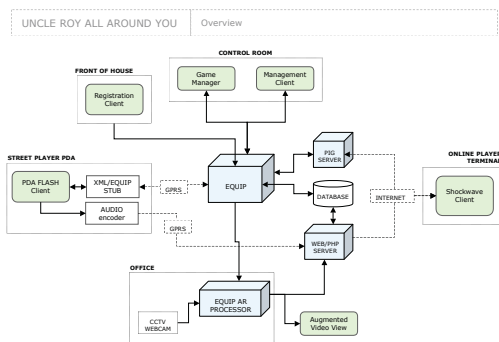 UNCLE ROY ALL AROUND YOU
Overview
CONTROL ROOM
Game
Manager
Management
Client
FRONT OF HOUSE
Registration
Client
STREET PLAYER PDA
PDA FLASH
Client
XML/EQUIP
STUB
AUDIO
encoder
GPRS
GPRS
EQUIP
PIG
SERVER
DATABASE
WEB/PHP
SERVER
INTERNET
ONLINE PLAYER
TERMINAL
Shockwave
Client
OFFICE
CCTV
WEBCAM
EQUIP AR
PROCESSOR
Augmented
Video View